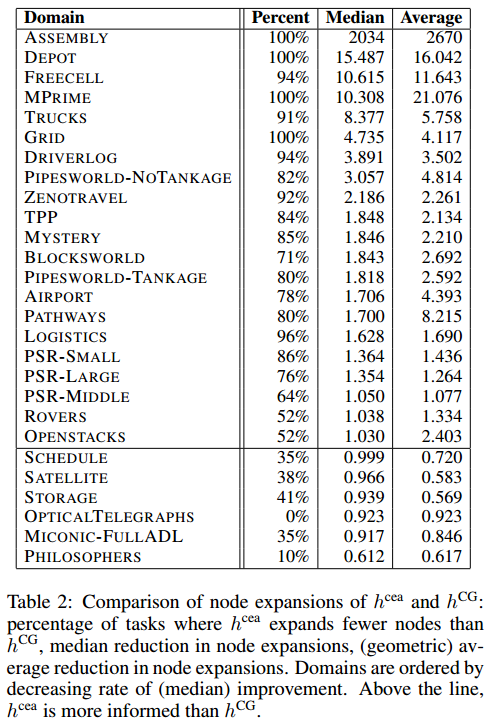 Domain Percent Median Average
ASSEMBLY 100% 2034 2670
DEPOT 100% 15.487 16.042
FREECELL 94% 10.615 11.643
MPRIME 100% 10.308 21.076
TRUCKS 91% 8.377 5.758
GRID 100% 4.735 4.117
DRIVERLOG 94% 3.891 3.502
PIPESWORLD-NOTANKAGE 82% 3.057 4.814
ZENOTRAVEL 92% 2.186 2.261
TPP 84% 1.848 2.134
MYSTERY 85% 1.846 2.210
BLOCKSWORLD 71% 1.843 2.692
PIPESWORLD-TANKAGE 80% 1.818 2.592
AIRPORT 78% 1.706 4.393
PATHWAYS 80% 1.700 8.215
LOGISTICS 96% 1.628 1.690
PSR-SMALL 86% 1.364 1.436
PSR-LARGE 76% 1.354 1.264
PSR-MIDDLE 64% 1.050 1.077
ROVERS 52% 1.038 1.334
OPENSTACKS 52% 1.030 2.403
SCHEDULE 35% 0.999 0.720
SATELLITE 38% 0.966 0.583
STORAGE 41% 0.939 0.569
OPTICALTELEGRAPHS 0% 0.923 0.923
MICONIC-FULLADL 35% 0.917 0.846
PHILOSOPHERS 10% 0.612 0.617
Table 2: Comparison of node expansions of h^cea and h^CG:
percentage of tasks where h^cea expands fewer nodes than
h^CG, median reduction in node expansions, (geometric) av-
erage reduction in node expansions. Domains are ordered by
decreasing rate of (median) improvement. Above the line,
h^cea is more informed than h^CG.